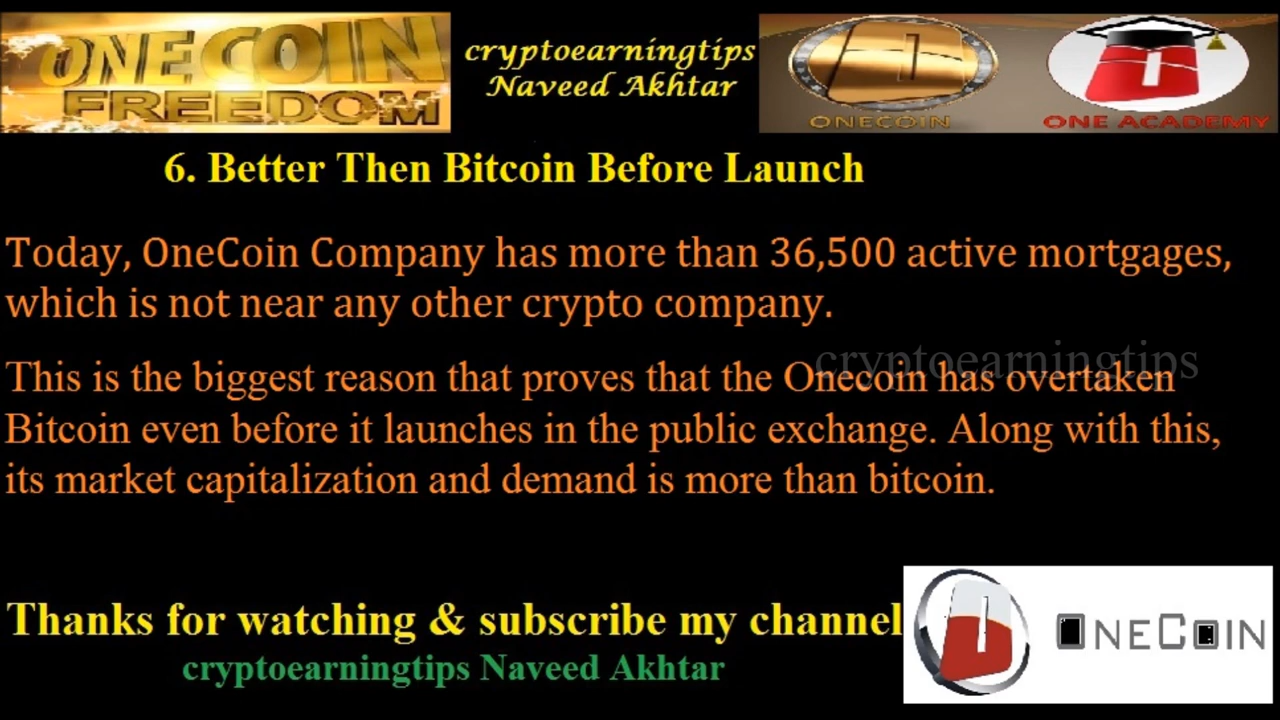 ONE COIN
FREEDOM
cryptoearningtips
Naveed Akhtar
ONECOIN
ONE ACADEMY
6. Better Then Bitcoin Before Launch
Today, OneCoin Company has more than 36,500 active mortgages,
which is not near any other crypto company.
cryptoearningtips
This is the biggest reason that proves that the Onecoin has overtaken
Bitcoin even before it launches in the public exchange. Along with this,
its market capitalization and demand is more than bitcoin.
Thanks for watching & subscribe my channel
cryptoearningtips Naveed Akhtar
ONECOIN